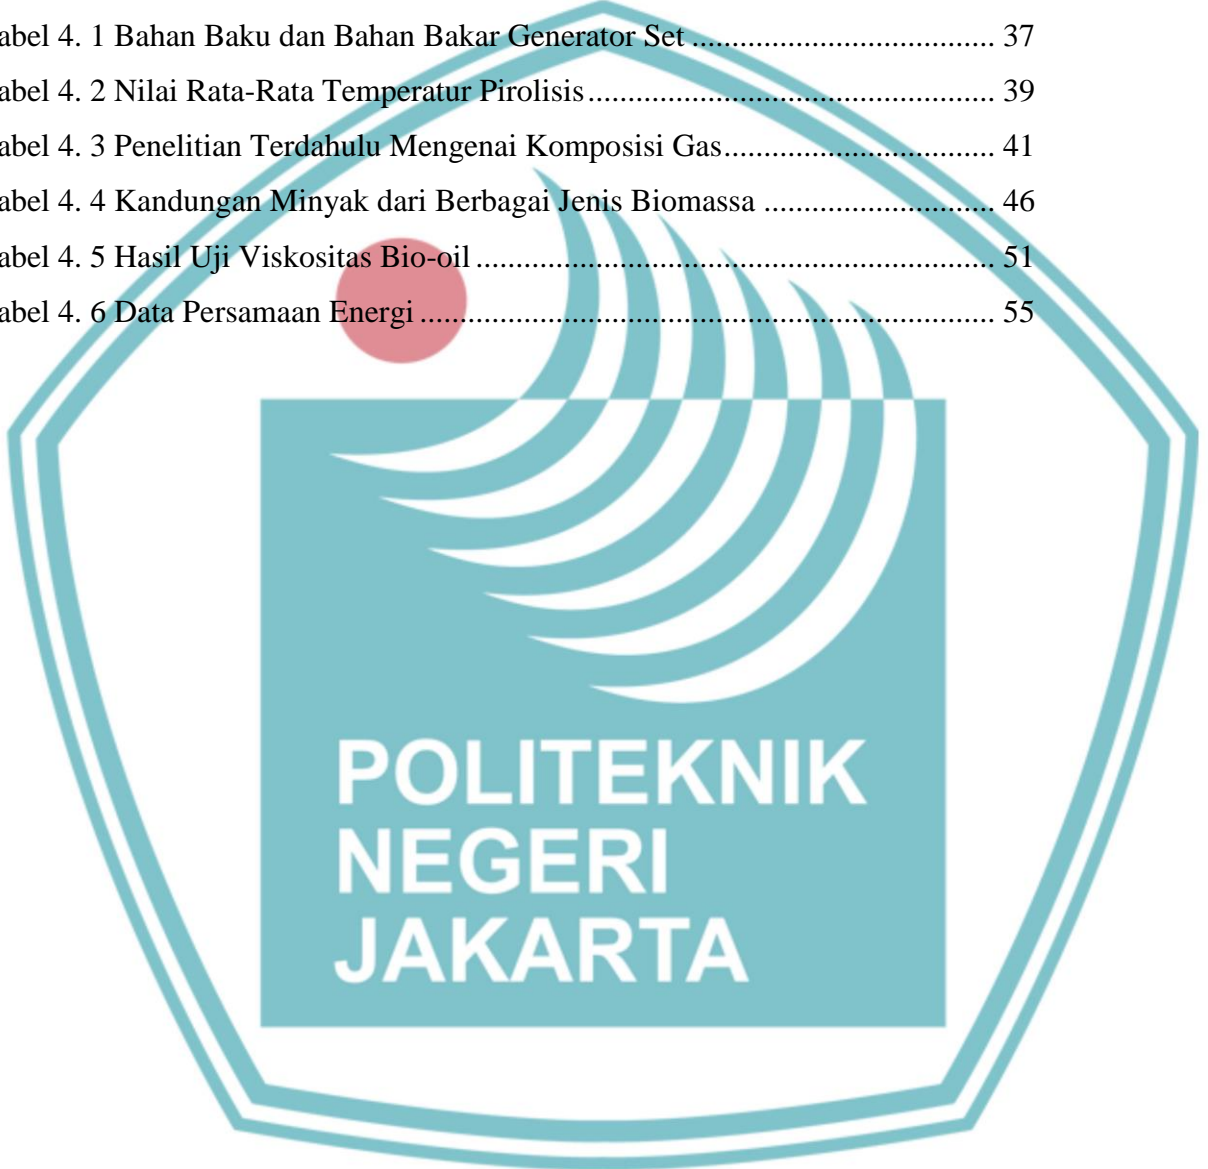 abel 4. 1 Bahan Baku dan Bahan Bakar Generator Set ................................ 37
abel 4. 2 Nilai Rata-Rata Temperatur Pirolisis ........................................... 39
abel 4. 3 Penelitian Terdahulu Mengenai Komposisi Gas............................. 41
abel 4. 4 Kandungan Minyak dari Berbagai Jenis Biomassa ......................... 46
abel 4. 5 Hasil Uji Viskositas Bio-oil ........................................................ 51
abel 4. 6 Data Persamaan Energi .............................................................. 55
POLITEKNIK
NEGERI
JAKARTA